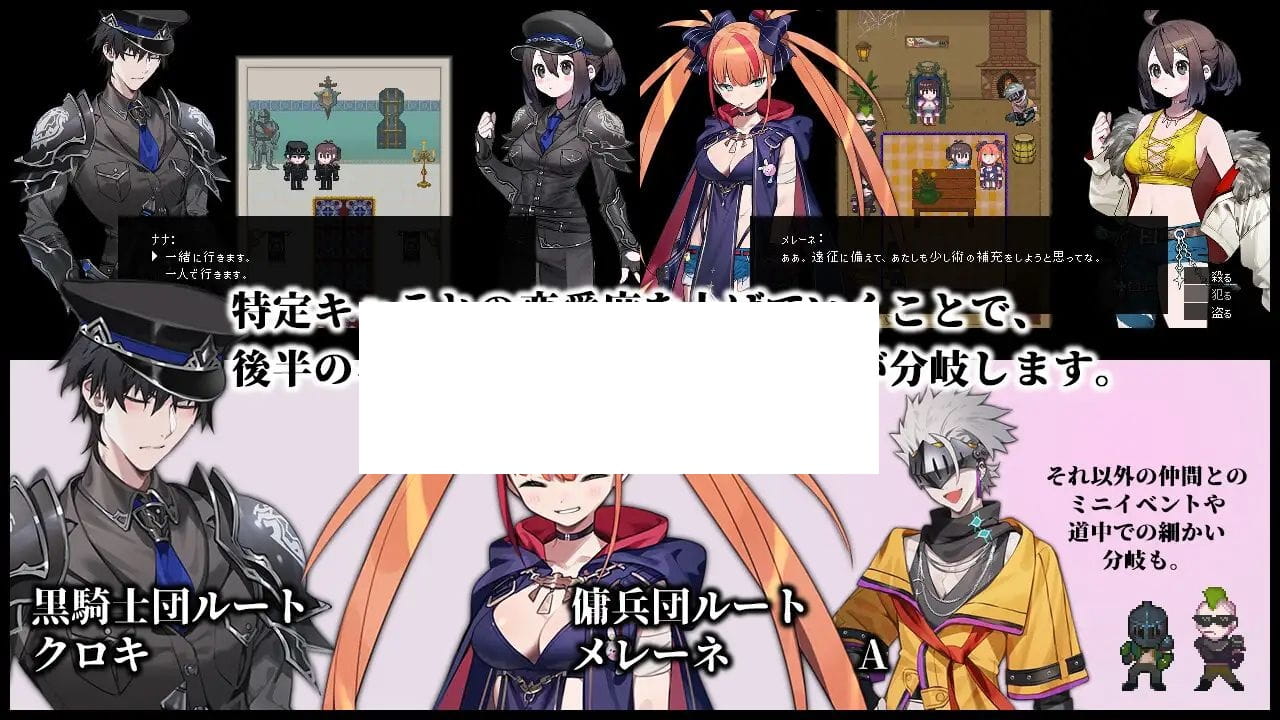 ナナ：
一緒に行きます。
一人で行きます。
メレーネ：
ああ。遠征に備えて、あたしも少し術の補充をしようと思ってな。
殺る
犯る
盗る
特定キ ことで、
後半の 分岐します。
それ以外の仲間との
ミニイベントや
道中での細かい
分岐も。
黒騎士団ルート
クロキ
傭兵団ルート
メレーネ
A